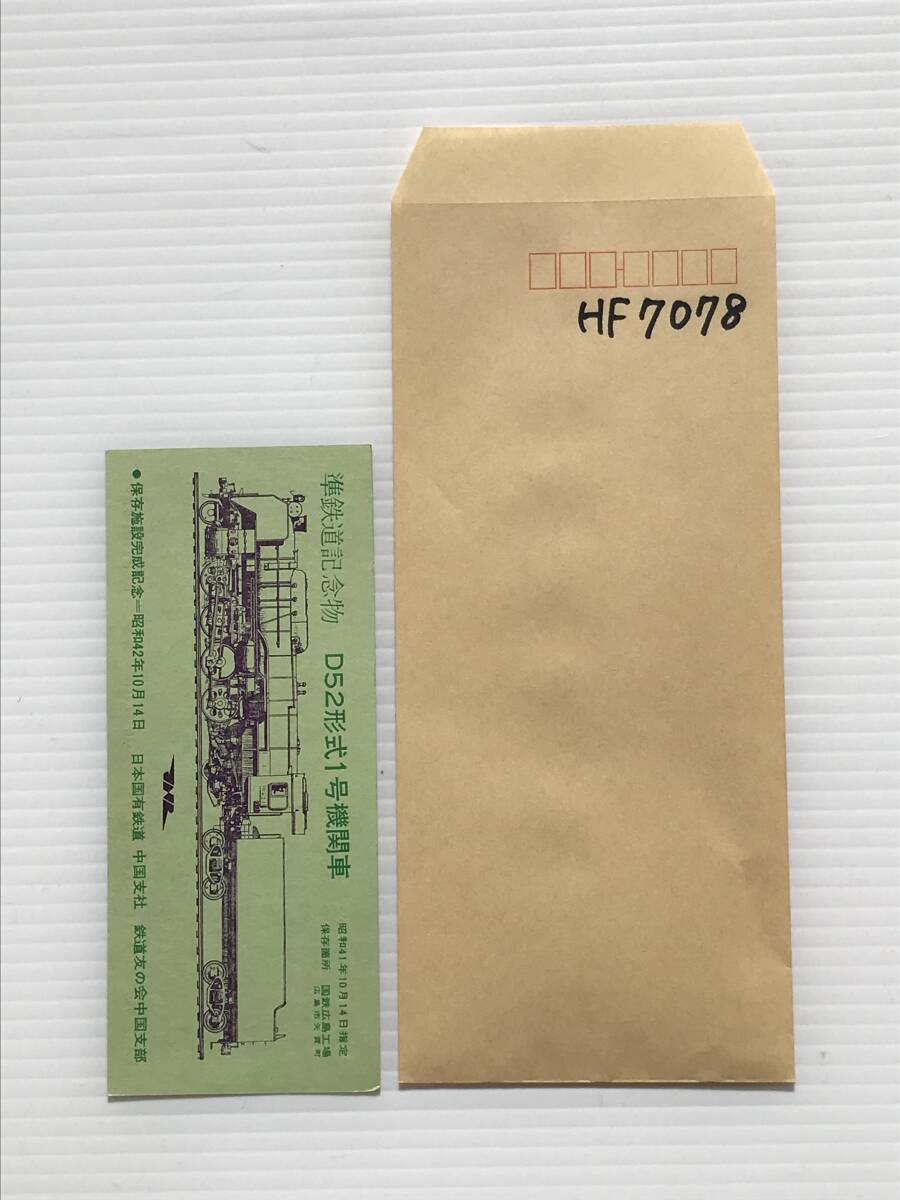 HF7078
準鉄道記念物　D52形式1号機関車
昭和41年10月14日指定
保存箇所　国鉄広島工場
広島市矢賀町
●保存施設完成記念=昭和42年10月14日　日本国有鉄道 中国支社　鉄道友の会中国支部